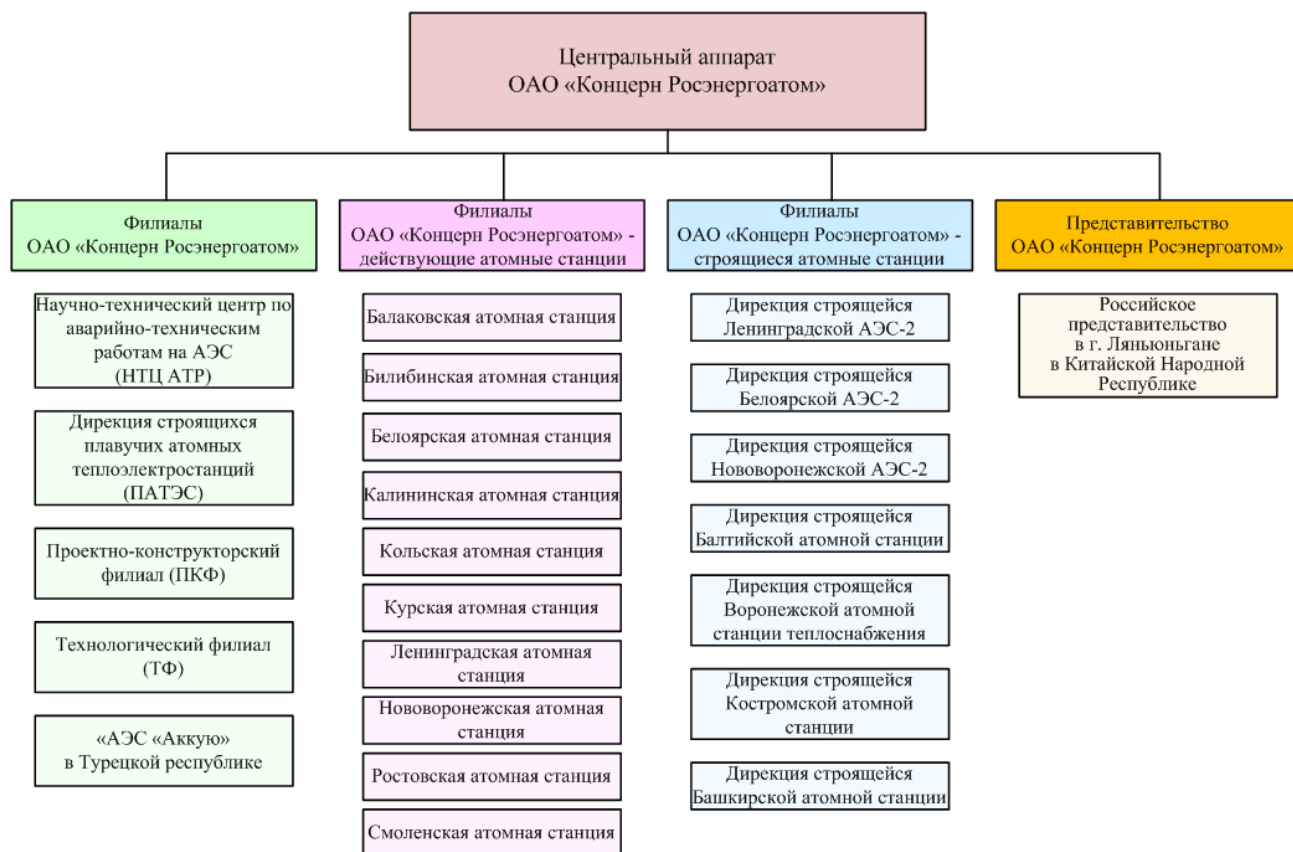 Центральный аппарат
ОАО «Концерн Росэнергоатом»
Филиалы
ОАО «Концерн Росэнергоатом»
Научно-технический центр по
аварийно-техническим
работам на АЭС
(НТЦ АТР)
Дирекция строящихся
плавучих атомных
теплоэлектростанций
(ПАТЭС)
Проектно-конструкторский
филиал (ПКФ)
Технологический филиал
(ТФ)
«АЭС «Аккую»
в Турецкой республике
Филиалы
ОАО «Концерн Росэнергоатом» -
действующие атомные станции
Балаковская атомная станция
Билибинская атомная станция
Белоярская атомная станция
Калининская атомная станция
Кольская атомная станция
Курская атомная станция
Ленинградская атомная
станция
Нововоронежская атомная
станция
Ростовская атомная станция
Смоленская атомная станция
Филиалы
ОАО «Концерн Росэнергоатом» -
строящиеся атомные станции
Дирекция строящейся
Ленинградской АЭС-2
Дирекция строящейся
Белоярской АЭС-2
Дирекция строящейся
Нововоронежской АЭС-2
Дирекция строящейся
Балтийской атомной станции
Дирекция строящейся
Воронежской атомной
станции теплоснабжения
Дирекция строящейся
Костромской атомной
станции
Дирекция строящейся
Башкирской атомной станции
Представительство
ОАО «Концерн Росэнергоатом»
Российское
представительство
в г. Ляньюньгане
в Китайской Народной
Республике